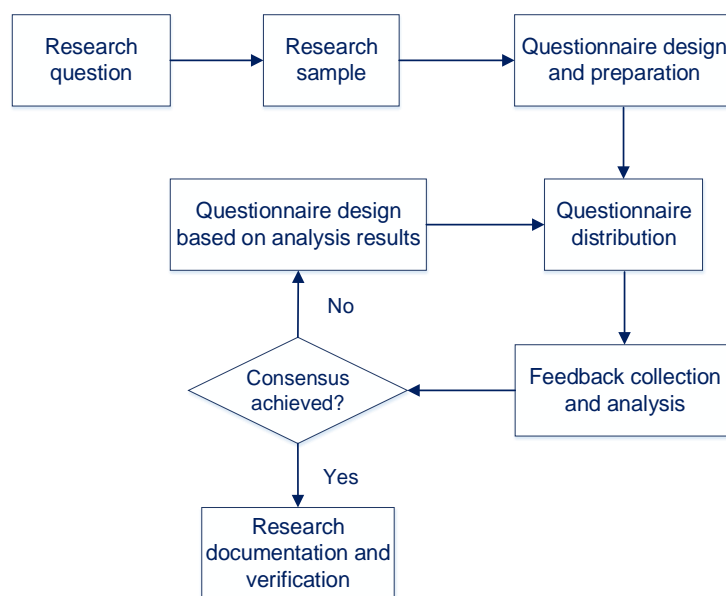 Research
question
Research
sample
Questionnaire design
and preparation
Questionnaire design
based on analysis results
Questionnaire
distribution
No
Consensus
achieved?
Feedback collection
and analysis
Yes
Research
documentation and
verification